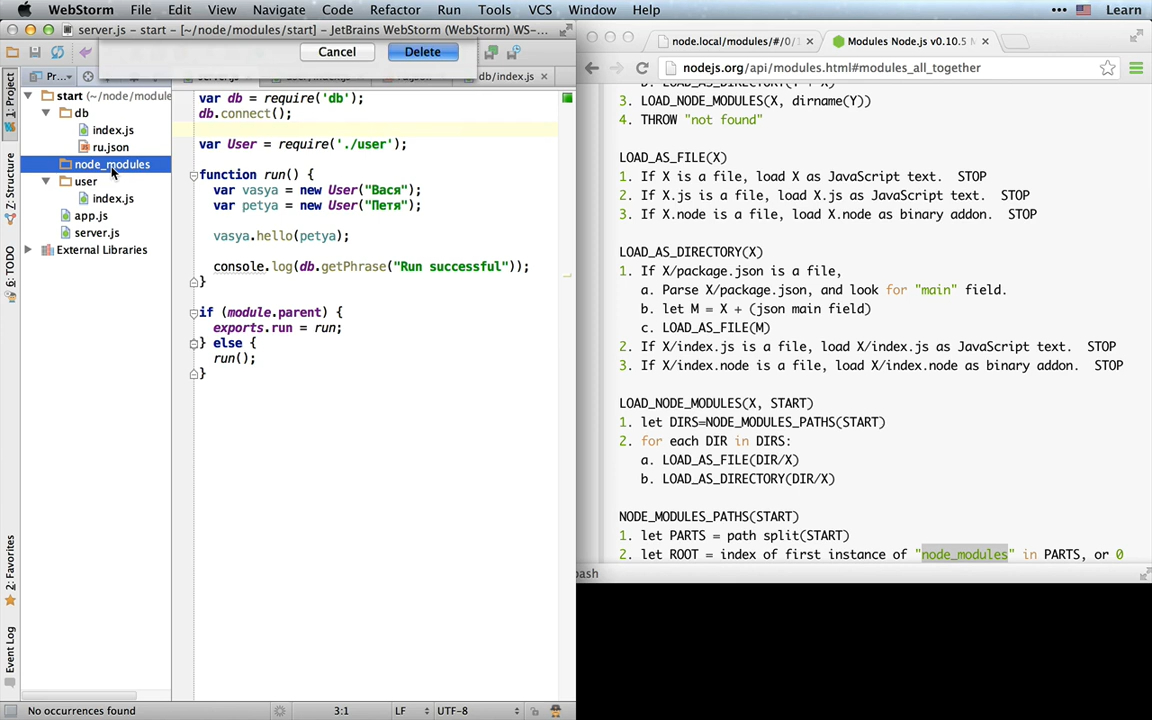 WebStorm File Edit View Navigate Code Refactor Run Tools VCS Window Help ••• Learn
server.js - start - [~/node/modules/start] - JetBrains WebStorm (WebStorm) WS-...
Cancel Delete
1: Project
Z: Structure
6: TODO
2: Favorites
Event Log
Pr...
db/index.js
start (~/node/module
db
index.js
ru.json
node_modules
user
index.js
app.js
server.js
External Libraries
var db = require('db');
db.connect();
var User = require('./user');
function run() {
var vasya = new User("Вася");
var petya = new User("Петя");
vasya.hello(petya);
console.log(db.getPhrase("Run successful"));
}
if (module.parent) {
exports.run = run;
} else {
run();
}
No occurrences found 3:1 LF UTF-8
node.local/modules/#/0/1
Modules Node.js v0.10.5
nodejs.org/api/modules.html#modules_all_together
3. LOAD_NODE_MODULES(X, dirname(Y))
4. THROW "not found"
LOAD_AS_FILE(X)
1. If X is a file, load X as JavaScript text. STOP
2. If X.js is a file, load X.js as JavaScript text. STOP
3. If X.node is a file, load X.node as binary addon. STOP
LOAD_AS_DIRECTORY(X)
1. If X/package.json is a file,
a. Parse X/package.json, and look for "main" field.
b. let M = X + (json main field)
c. LOAD_AS_FILE(M)
2. If X/index.js is a file, load X/index.js as JavaScript text. STOP
3. If X/index.node is a file, load X/index.node as binary addon. STOP
LOAD_NODE_MODULES(X, START)
1. let DIRS=NODE_MODULES_PATHS(START)
2. for each DIR in DIRS:
a. LOAD_AS_FILE(DIR/X)
b. LOAD_AS_DIRECTORY(DIR/X)
NODE_MODULES_PATHS(START)
1. let PARTS = path split(START)
2. let ROOT = index of first instance of "node_modules" in PARTS, or 0
bash